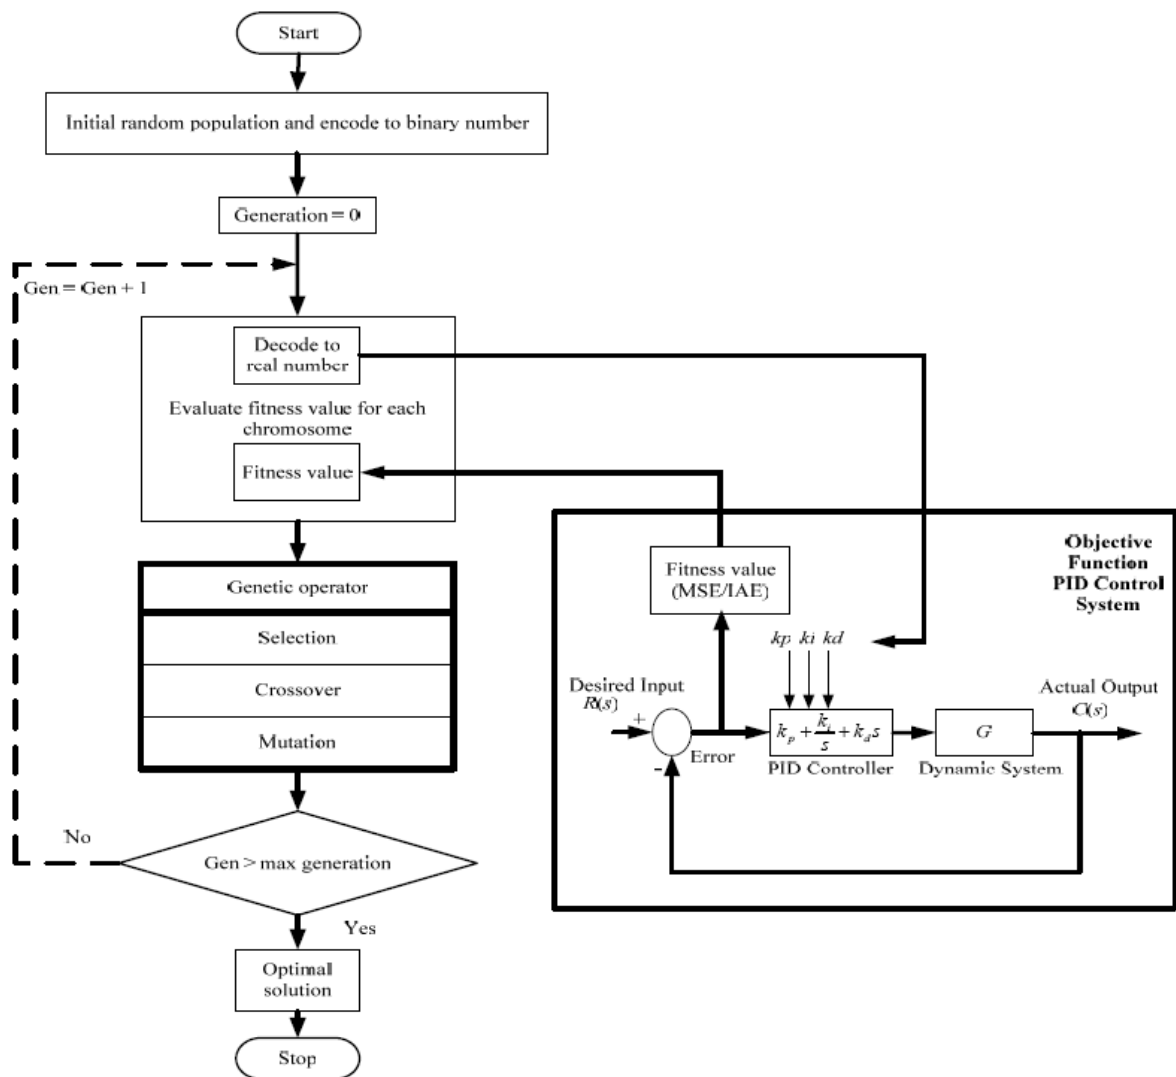 Start
Initial random population and encode to binary number
Generation = 0
Gen = Gen + 1
Decode to
real number
Evaluate fitness value for each
chromosome
Fitness value
Genetic operator
Selection
Crossover
Mutation
No
Gen > max generation
Yes
Optimal
solution
Stop
Objective
Function
PID Control
System
Fitness value
(MSE/IAE)
kp ki kd
Desired Input
R(s)
+
-
Error
k_p + k_i/s + k_d s
PID Controller
G
Dynamic System
Actual Output
C(s)